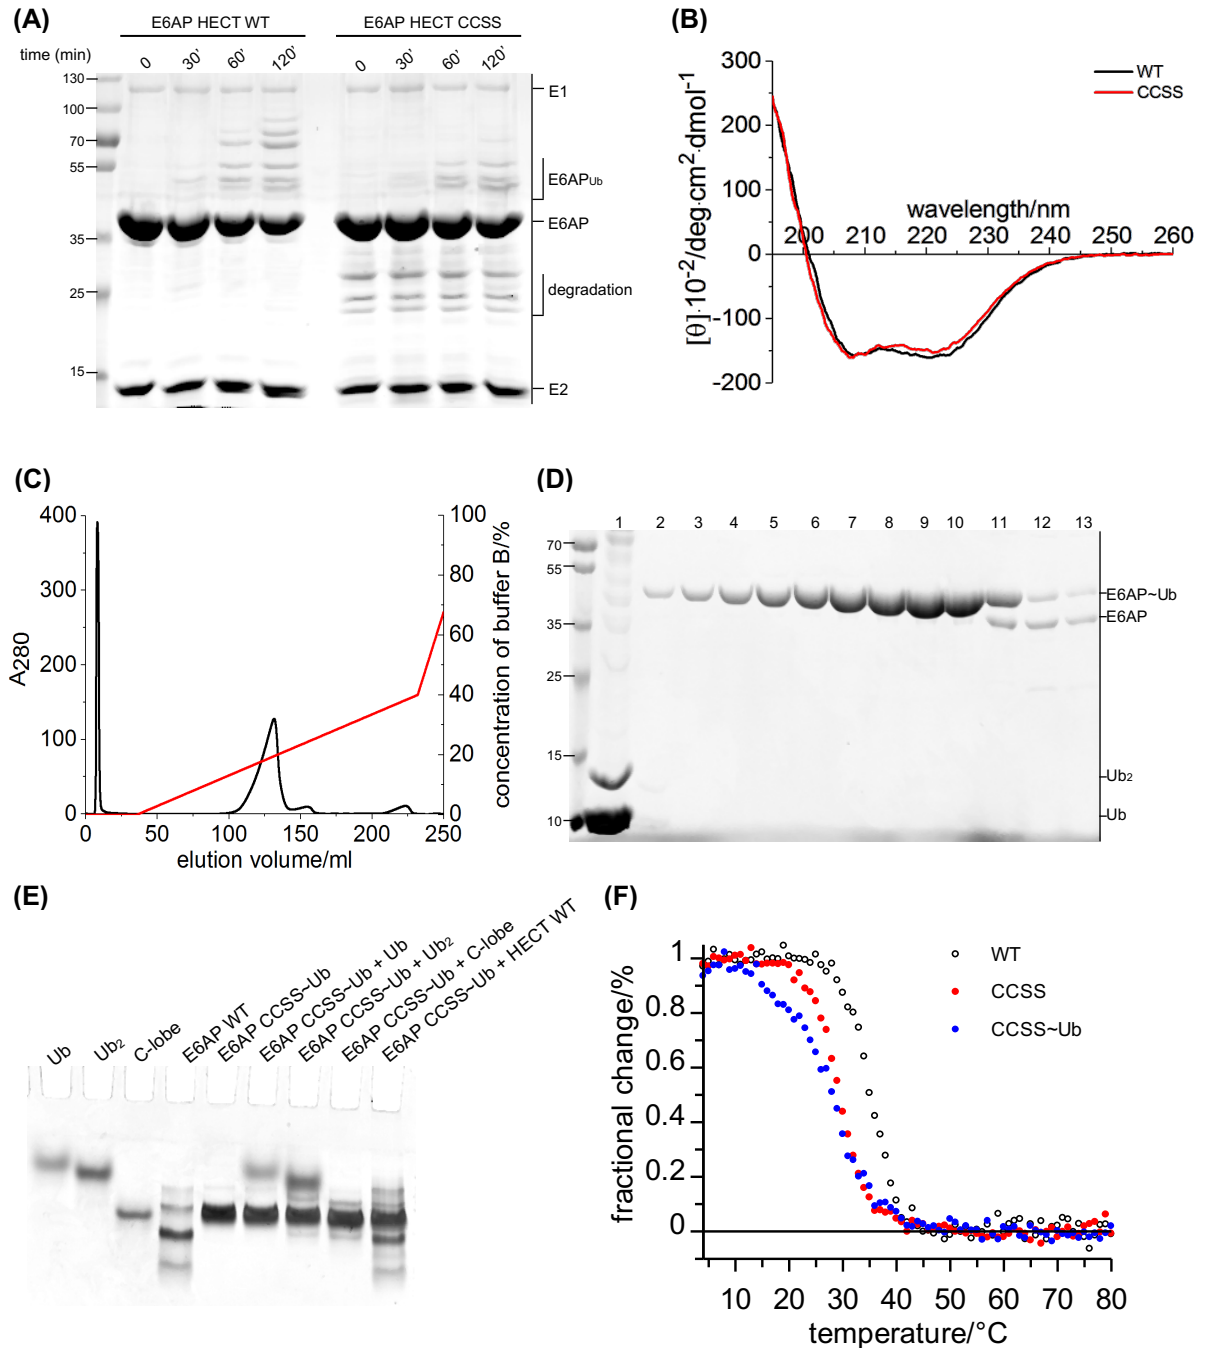 (A)
E6AP HECT WT
E6AP HECT CCSS
time (min)
0 30' 60' 120' 0 30' 60' 120'
130
100
70
55
35
25
15
E1
E6APUb
E6AP
degradation
E2
(B)
300
200
100
0
-100
-200
[θ]·10⁻²/deg·cm²·dmol⁻¹
wavelength/nm
200 210 220 230 240 250 260
WT
CCSS
(C)
400
300
200
100
0
A280
100
80
60
40
20
0
concentration of buffer B/%
0 50 100 150 200 250
elution volume/ml
(D)
1 2 3 4 5 6 7 8 9 10 11 12 13
70
55
35
25
15
10
E6AP~Ub
E6AP
Ub₂
Ub
(E)
Ub
Ub₂
C-lobe
E6AP WT
E6AP CCSS~Ub
E6AP CCSS~Ub + Ub
E6AP CCSS~Ub + Ub₂
E6AP CCSS~Ub + C-lobe
E6AP CCSS~Ub + HECT WT
(F)
1
0.8
0.6
0.4
0.2
0
fractional change/%
WT
CCSS
CCSS~Ub
10 20 30 40 50 60 70 80
temperature/°C